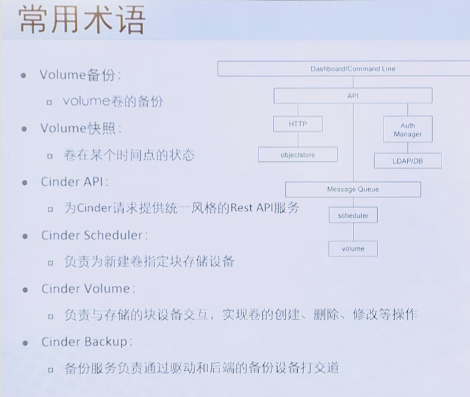 常用术语
Volume备份：
volume卷的备份
Volume快照：
卷在某个时间点的状态
Cinder API：
为Cinder请求提供统一风格的Rest API服务
Cinder Scheduler：
负责为新建卷指定块存储设备
Cinder Volume：
负责与存储的块设备交互，实现卷的创建、删除、修改等操作
Cinder Backup：
备份服务负责通过驱动和后端的备份设备打交道
Dashboard/Command Line
API
HTTP
Auth
Manager
objectstore
LDAP/DB
Message Queue
scheduler
volume